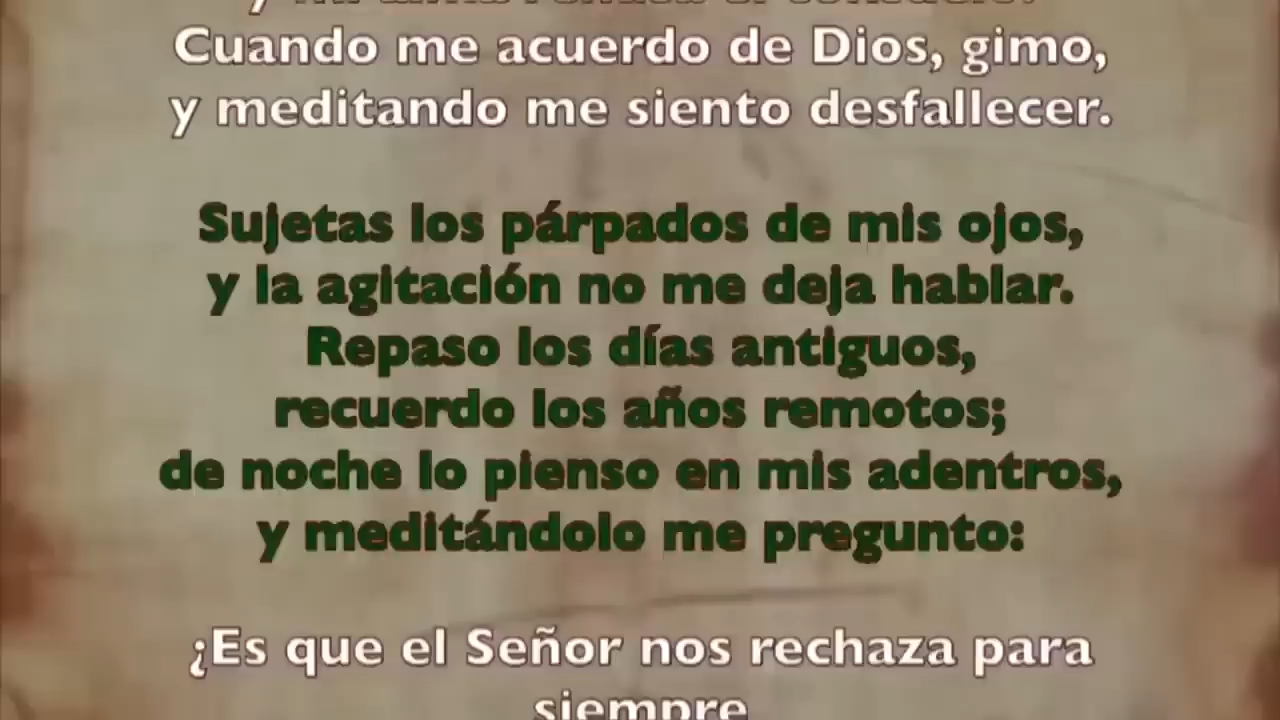 Cuando me acuerdo de Dios, gimo,
y meditando me siento desfallecer.
Sujetas los párpados de mis ojos,
y la agitación no me deja hablar.
Repaso los días antiguos,
recuerdo los años remotos;
de noche lo pienso en mis adentros,
y meditándolo me pregunto:
¿Es que el Señor nos rechaza para
siempre